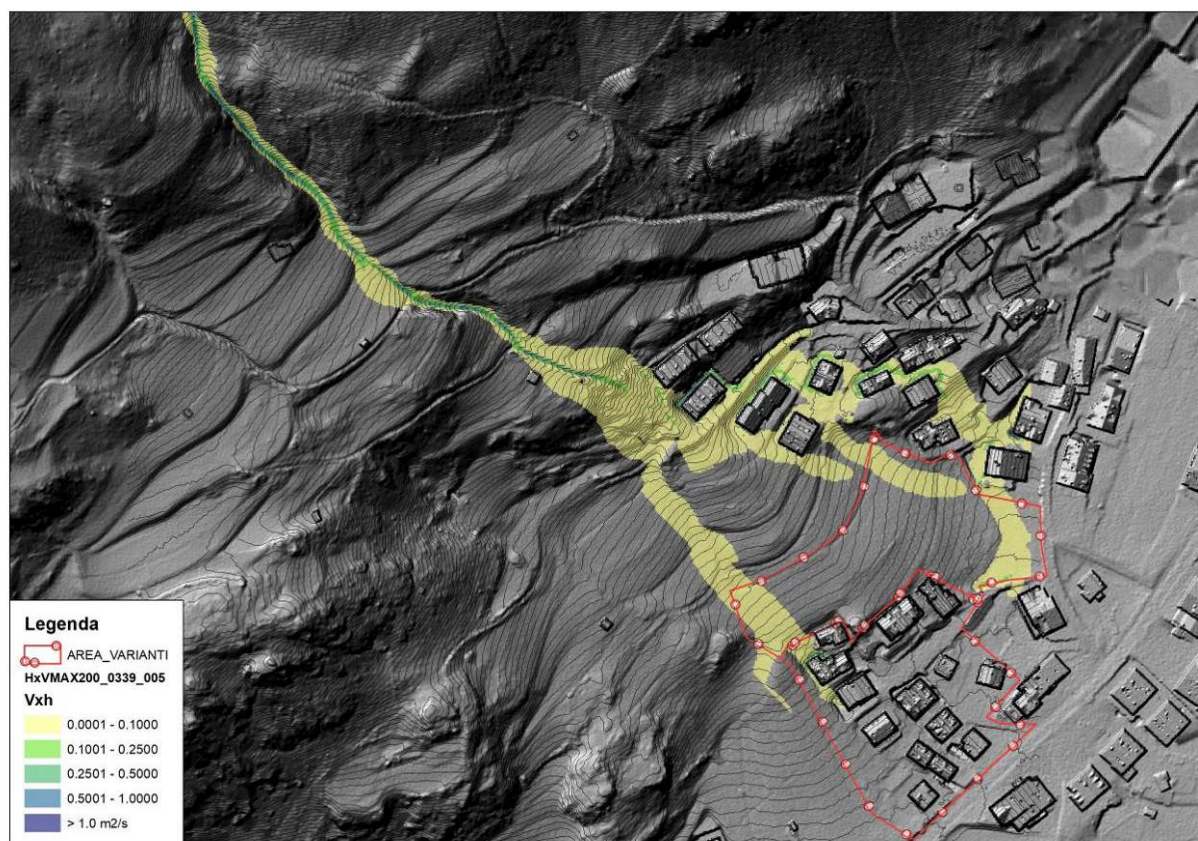 Legenda
AREA_VARIANTI
HxVMAX200_0339_005
Vxh
0.0001 - 0.1000
0.1001 - 0.2500
0.2501 - 0.5000
0.5001 - 1.0000
> 1.0 m2/s